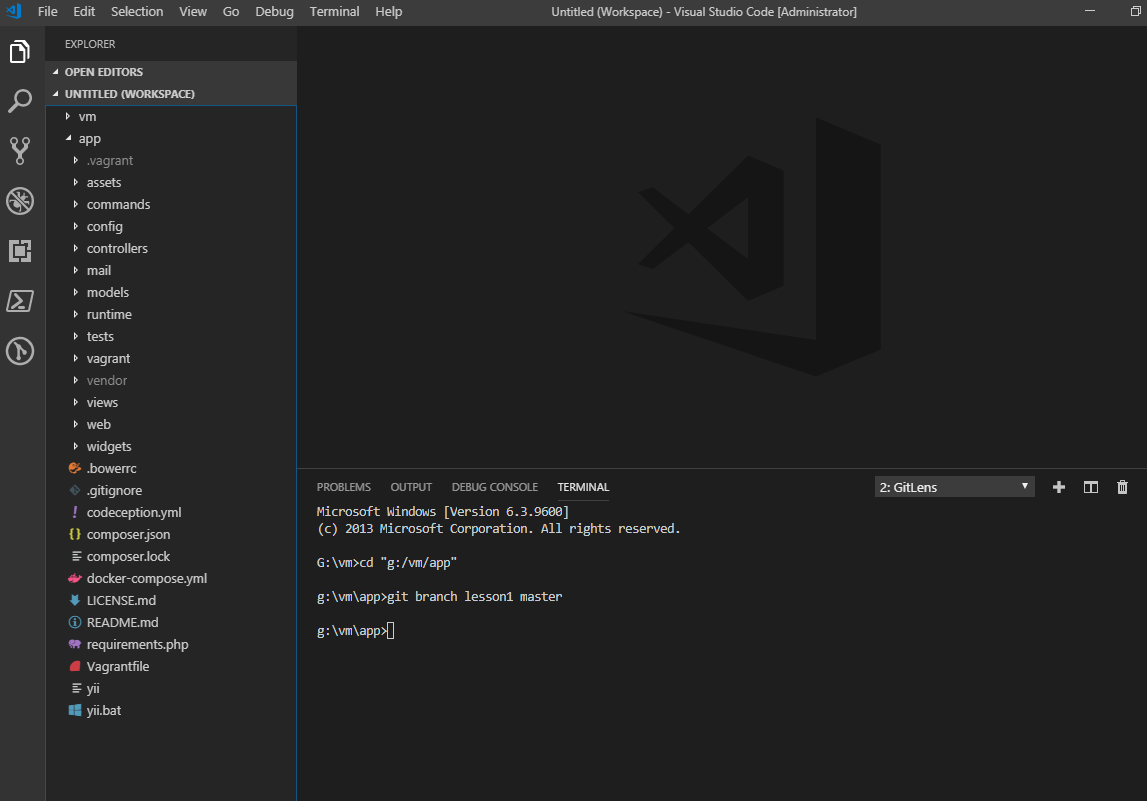 File Edit Selection View Go Debug Terminal Help Untitled (Workspace) - Visual Studio Code [Administrator]
EXPLORER
OPEN EDITORS
UNTITLED (WORKSPACE)
vm
app
.vagrant
assets
commands
config
controllers
mail
models
runtime
tests
vagrant
vendor
views
web
widgets
.bowerrc
.gitignore
codeception.yml
composer.json
composer.lock
docker-compose.yml
LICENSE.md
README.md
requirements.php
Vagrantfile
yii
yii.bat
PROBLEMS OUTPUT DEBUG CONSOLE TERMINAL 2: GitLens
Microsoft Windows [Version 6.3.9600]
(c) 2013 Microsoft Corporation. All rights reserved.
G:\vm>cd "g:/vm/app"
g:\vm\app>git branch lesson1 master
g:\vm\app>